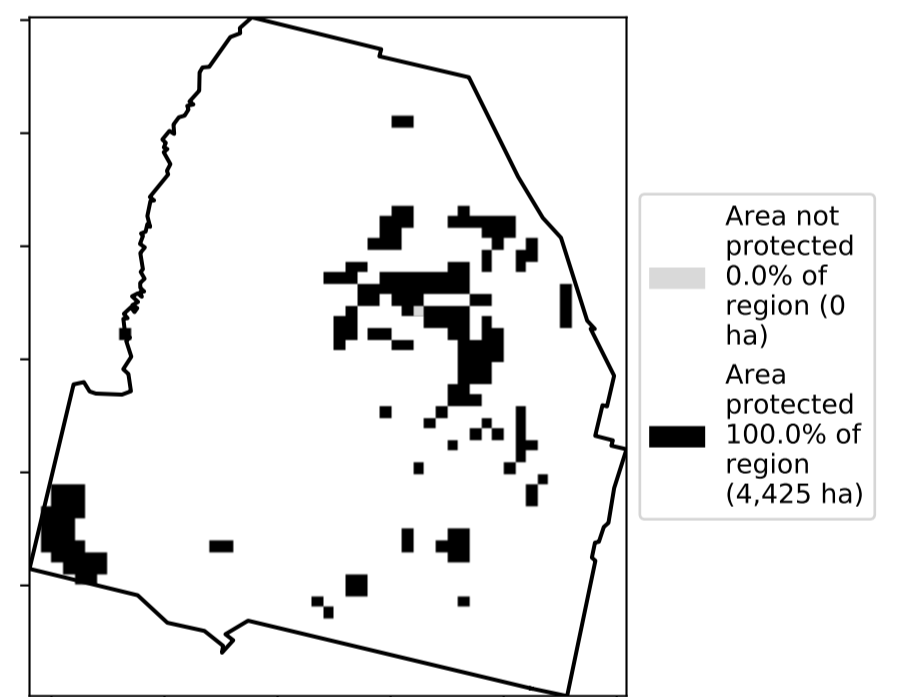 Area not
protected
0.0% of
region (0
ha)
Area
protected
100.0% of
region
(4,425 ha)